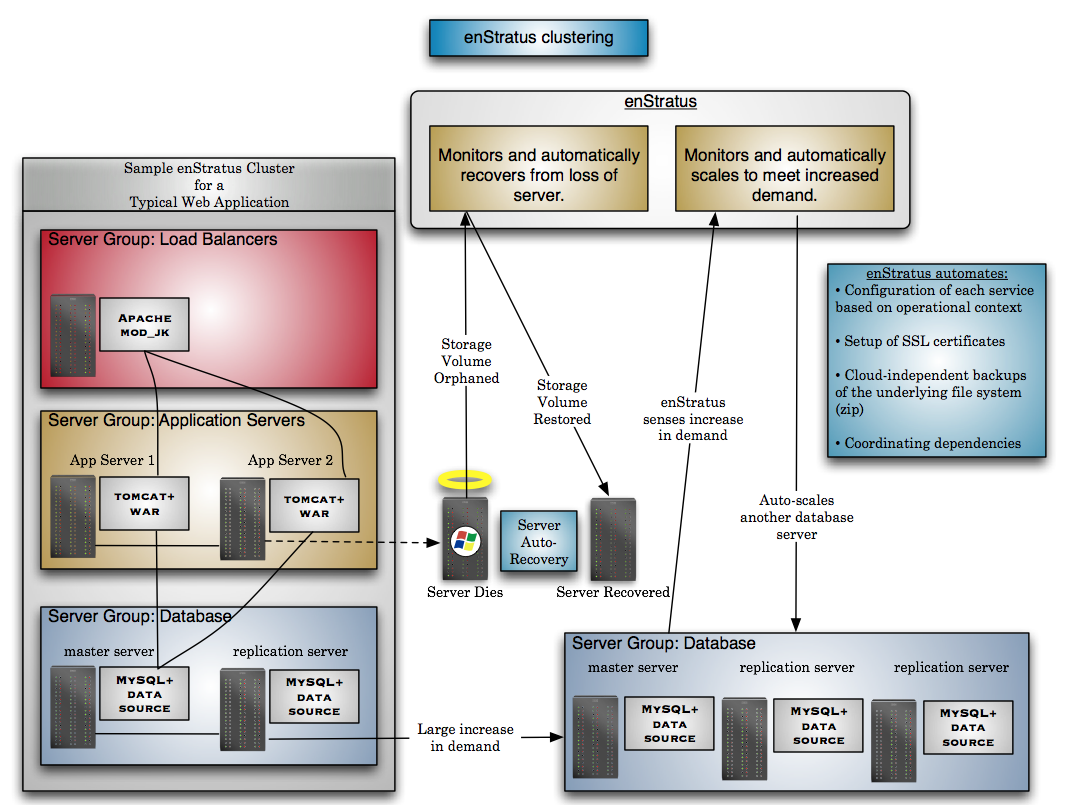 enStratus clustering
enStratus
Monitors and automatically
recovers from loss of
server.
Monitors and automatically
scales to meet increased
demand.
Sample enStratus Cluster
for a
Typical Web Application
Server Group: Load Balancers
APACHE
MOD_JK
Server Group: Application Servers
App Server 1
TOMCAT+
WAR
App Server 2
TOMCAT+
WAR
Server Group: Database
master server
MYSQL+
DATA
SOURCE
replication server
MYSQL+
DATA
SOURCE
Storage
Volume
Orphaned
Storage
Volume
Restored
Server Dies
Server
Auto-
Recovery
Server Recovered
enStratus
senses increase
in demand
Auto-scales
another database
server
enStratus automates:
• Configuration of each service
based on operational context
• Setup of SSL certificates
• Cloud-independent backups
of the underlying file system
(zip)
• Coordinating dependencies
Large increase
in demand
Server Group: Database
master server
MYSQL+
DATA
SOURCE
replication server
MYSQL+
DATA
SOURCE
replication server
MYSQL+
DATA
SOURCE